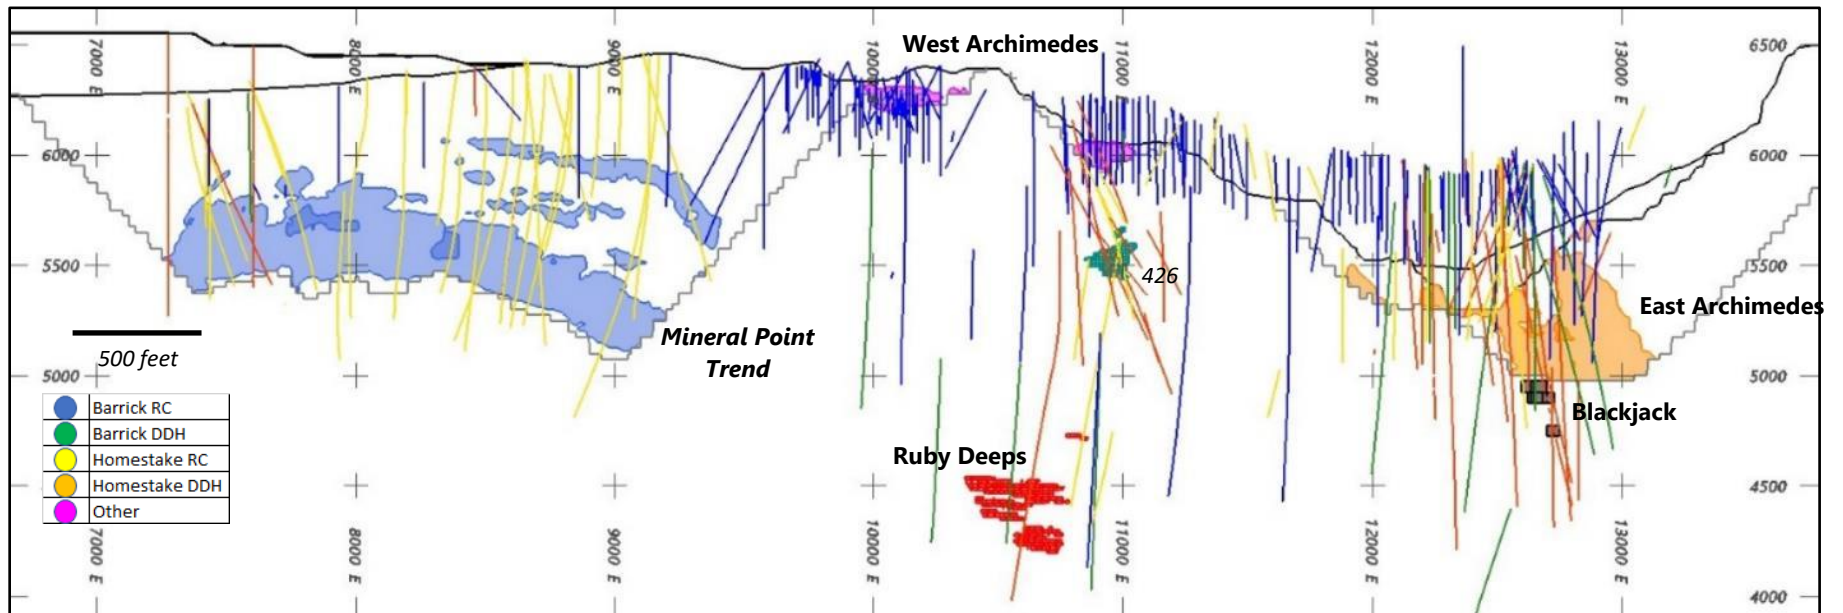 West Archimedes
7000 E
8000 E
9000 E
10000 E
11000 E
12000 E
13000 E
6500
6000
6000
5500
5500
426
East Archimedes
Mineral Point
Trend
500 feet
5000
5000
Blackjack
Barrick RC
Barrick DDH
Homestake RC
Homestake DDH
Other
Ruby Deeps
4500
7000 E
8000 E
9000 E
10000 E
11000 E
12000 E
13000 E
4000